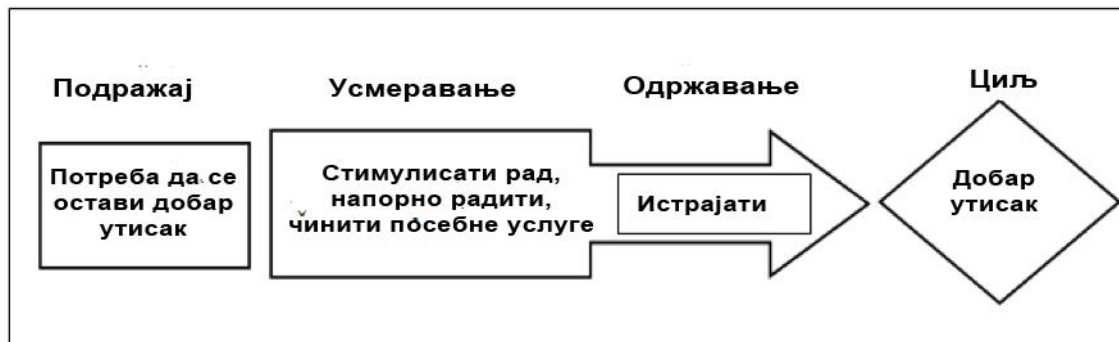 Подражај
Усмеравање
Одржавање
Циљ
Потреба да се
остави добар
утисак
Стимулисати рад,
напорно радити,
чинити посебне услуге
Истрајати
Добар
утисак